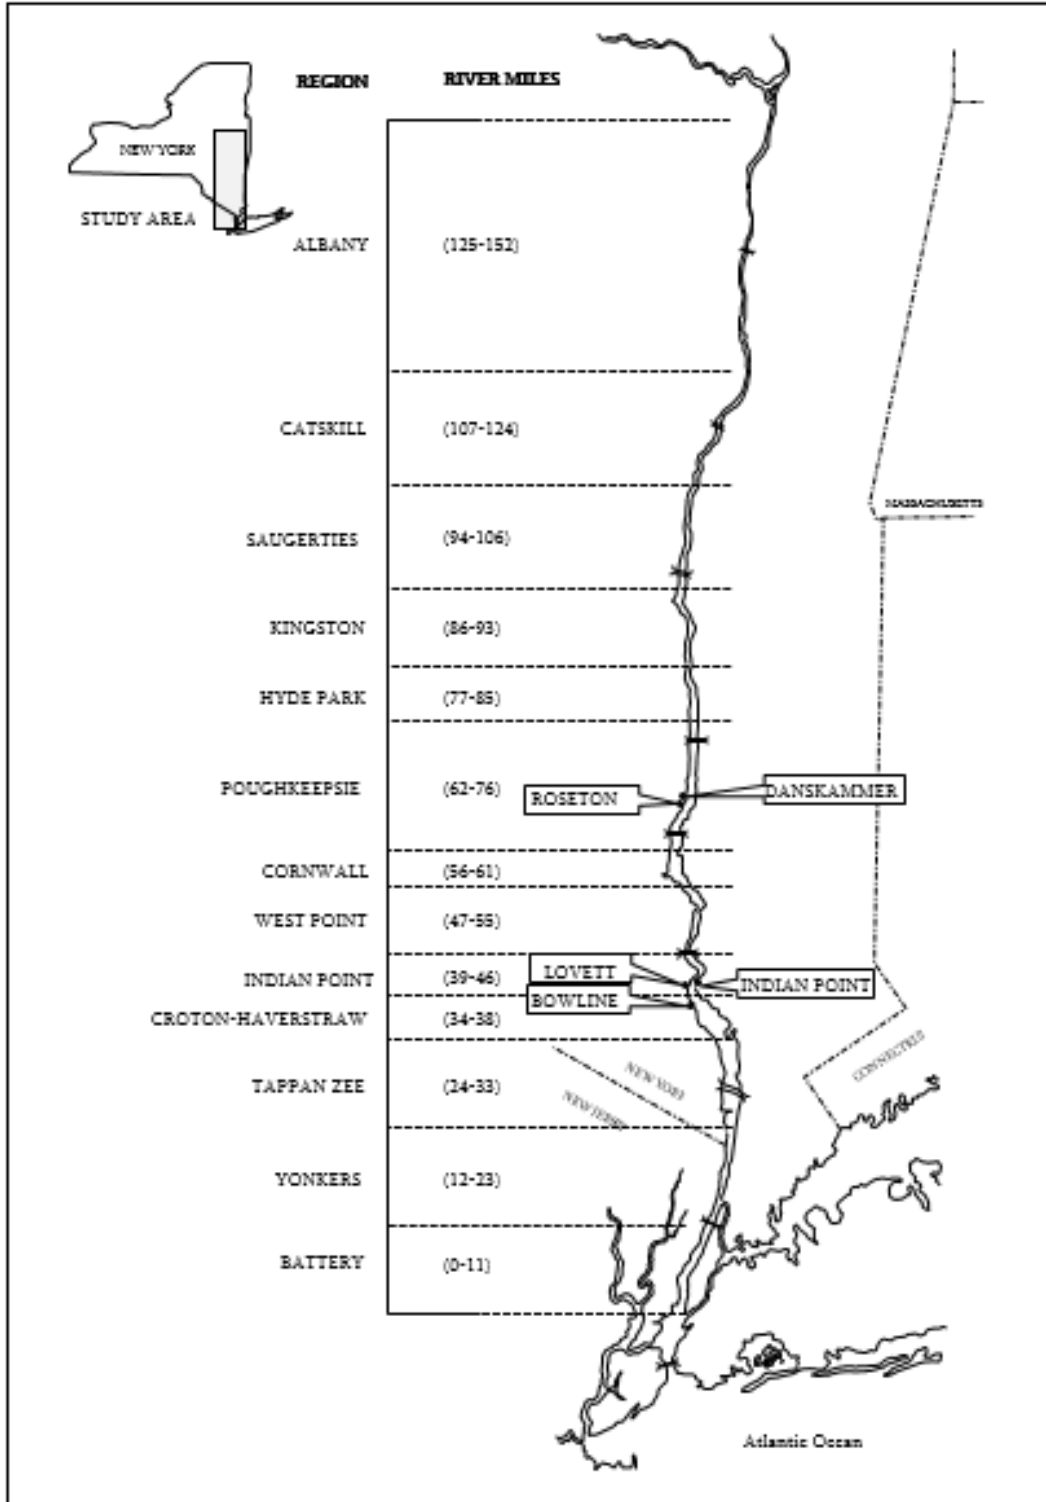 REGION RIVER MILES
NEW YORK
STUDY AREA
ALBANY (125-152)
CATSKILL (107-124)
MASSACHUSETTS
SAUGERTIES (94-106)
KINGSTON (86-93)
HYDE PARK (77-85)
POUGHKEEPSIE (62-76)
ROSETON
DANSKAMMER
CORNWALL (56-61)
WEST POINT (47-55)
INDIAN POINT (39-46)
LOVETT
INDIAN POINT
BOWLINE
CROTON-HAVERSTRAW (34-38)
TAPPAN ZEE (24-33)
NEW YORK
NEW JERSEY
YONKERS (12-23)
BATTERY (0-11)
Atlantic Ocean